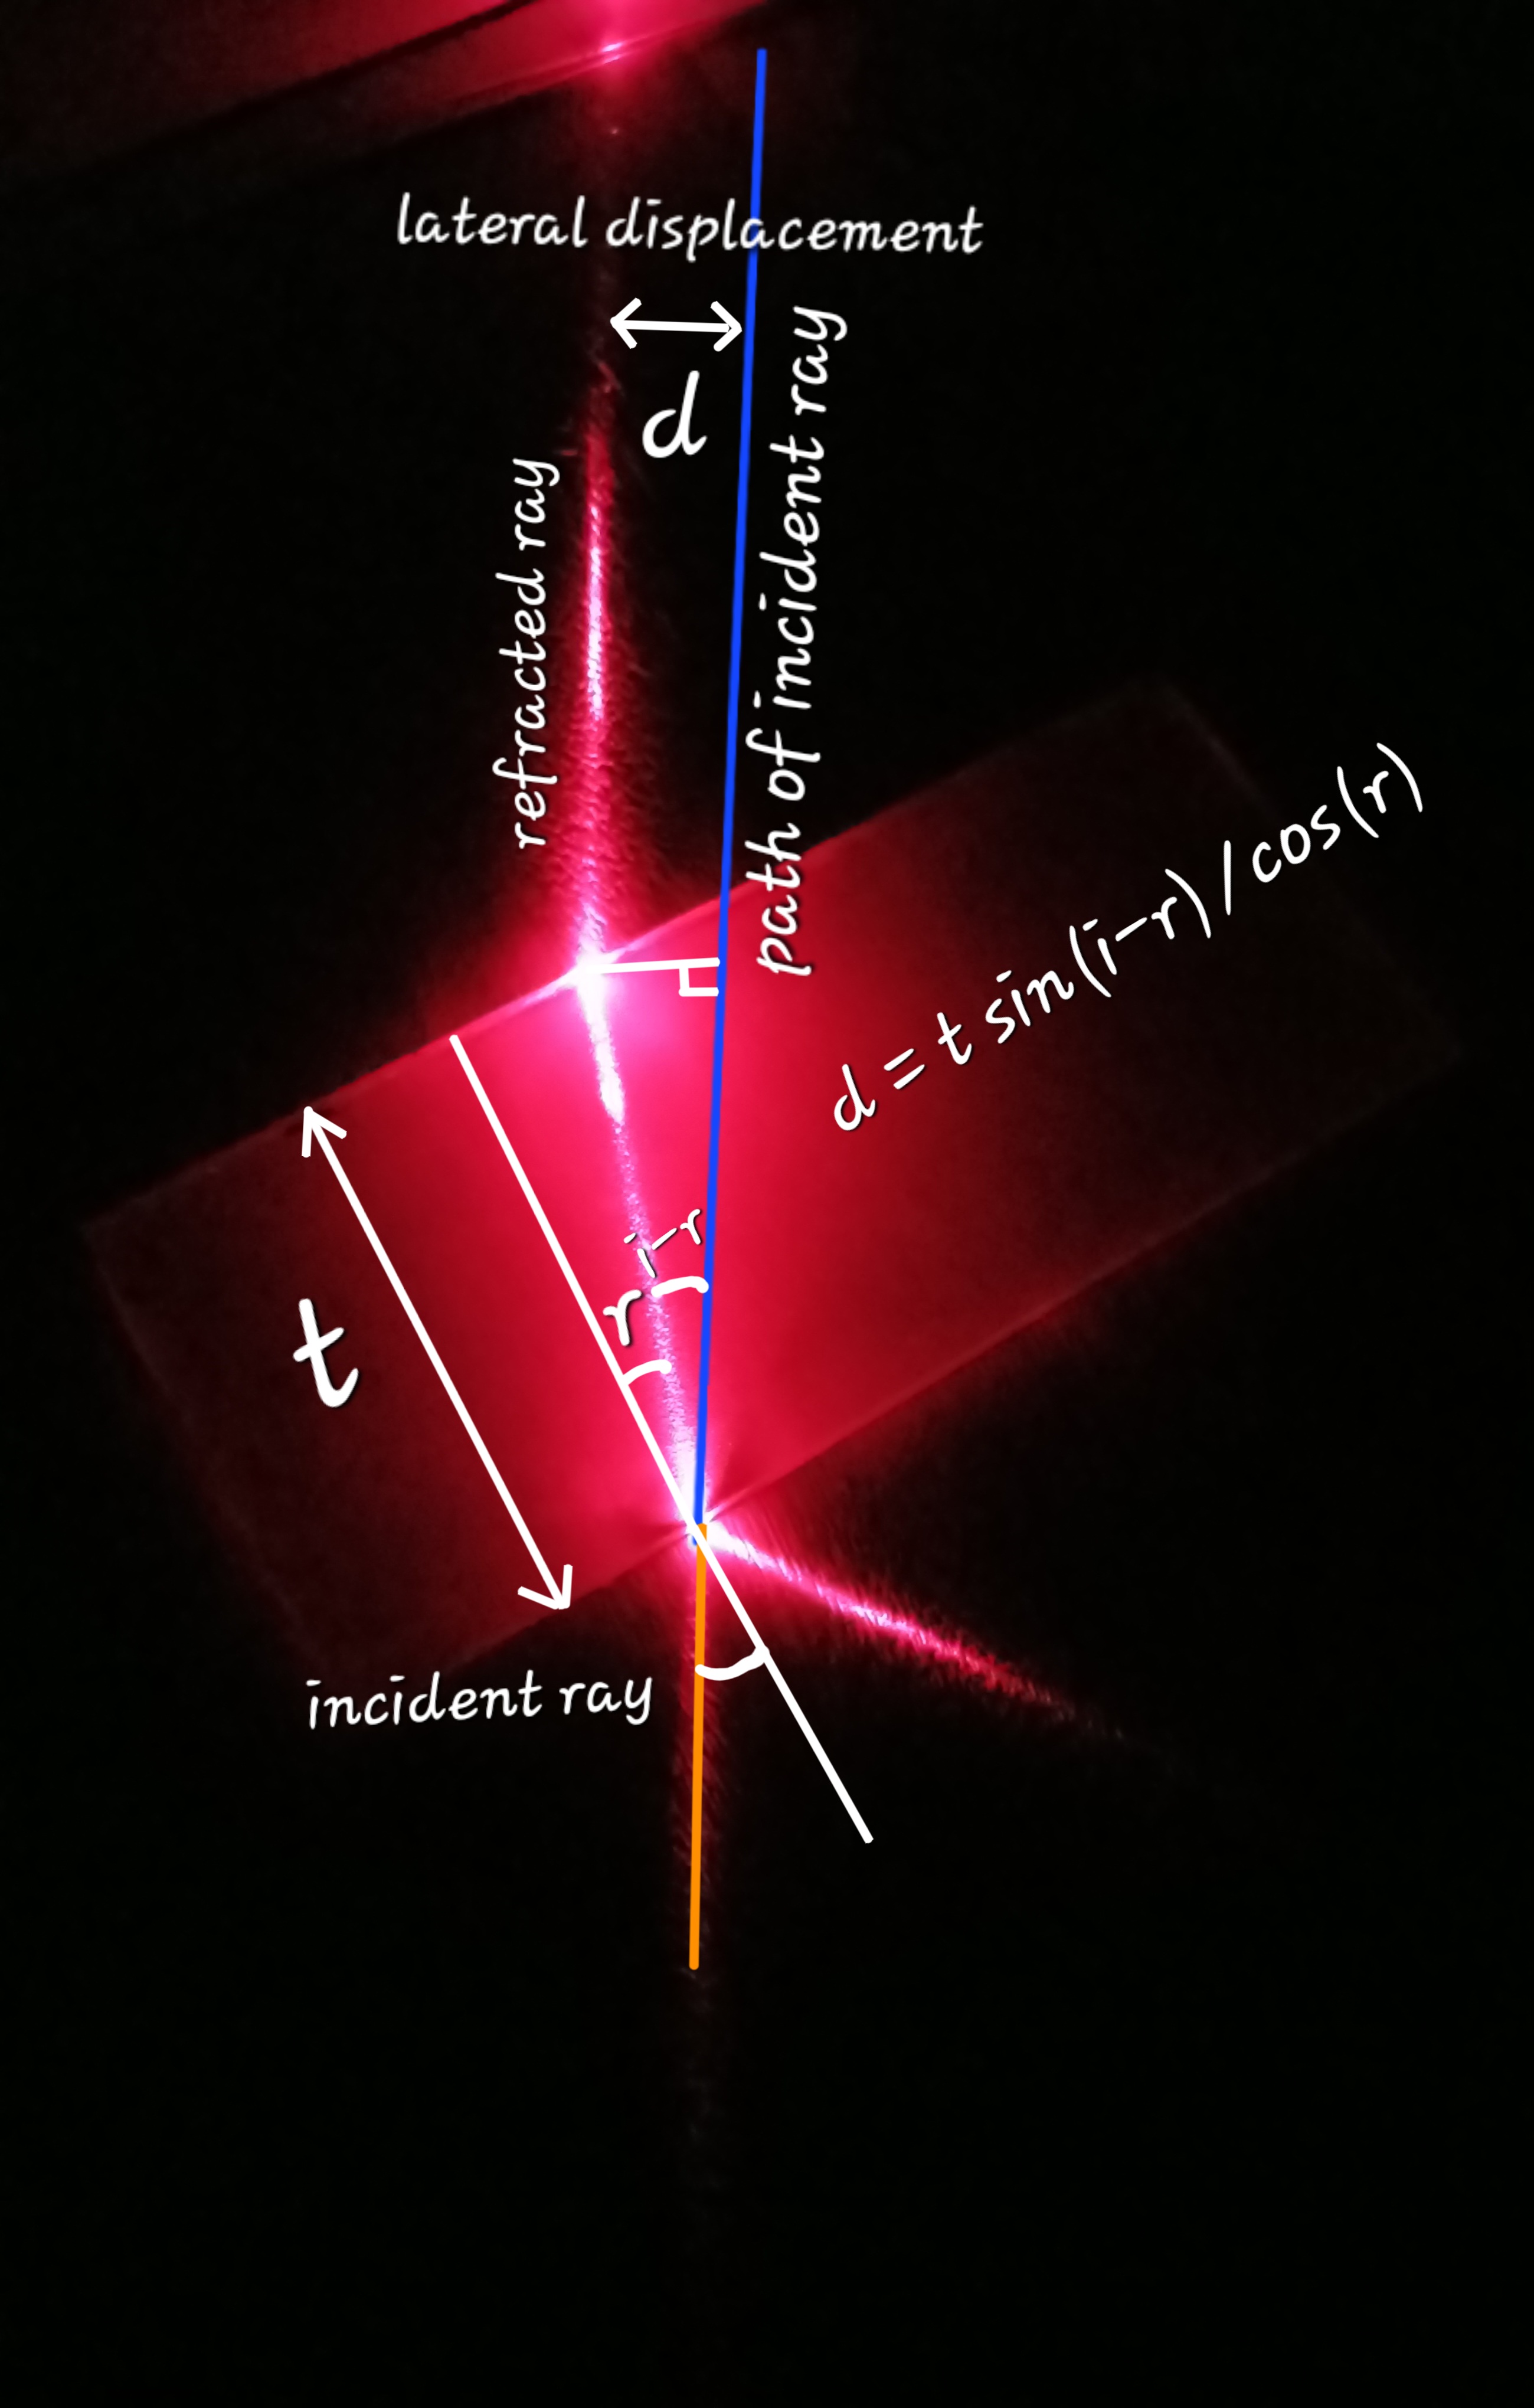 lateral displacement
d
refracted ray
path of incident ray
d = t sin(i-r) / cos(r)
i-r
r
t
incident ray